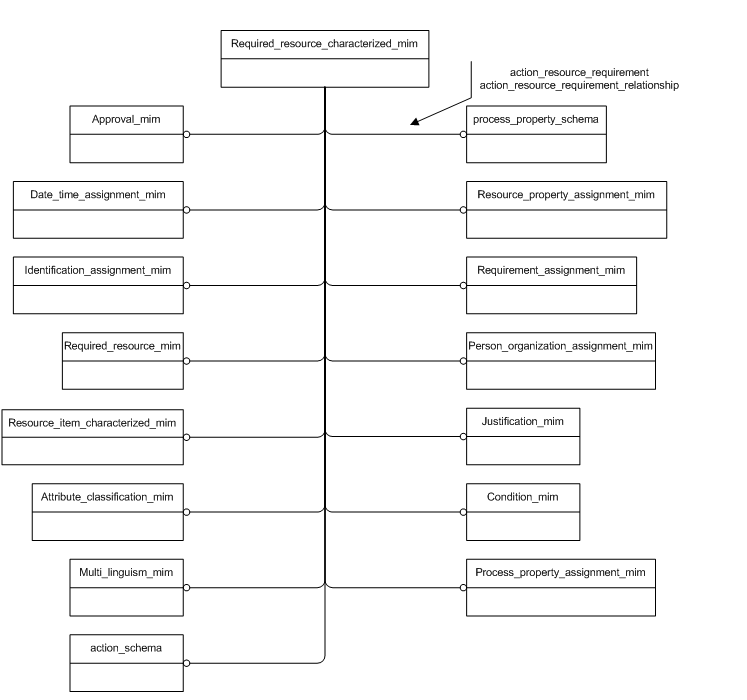 Required_resource_characterized_mim
action_resource_requirement
action_resource_requirement_relationship
Approval_mim
process_property_schema
Date_time_assignment_mim
Resource_property_assignment_mim
Identification_assignment_mim
Requirement_assignment_mim
Required_resource_mim
Person_organization_assignment_mim
Resource_item_characterized_mim
Justification_mim
Attribute_classification_mim
Condition_mim
Multi_linguism_mim
Process_property_assignment_mim
action_schema